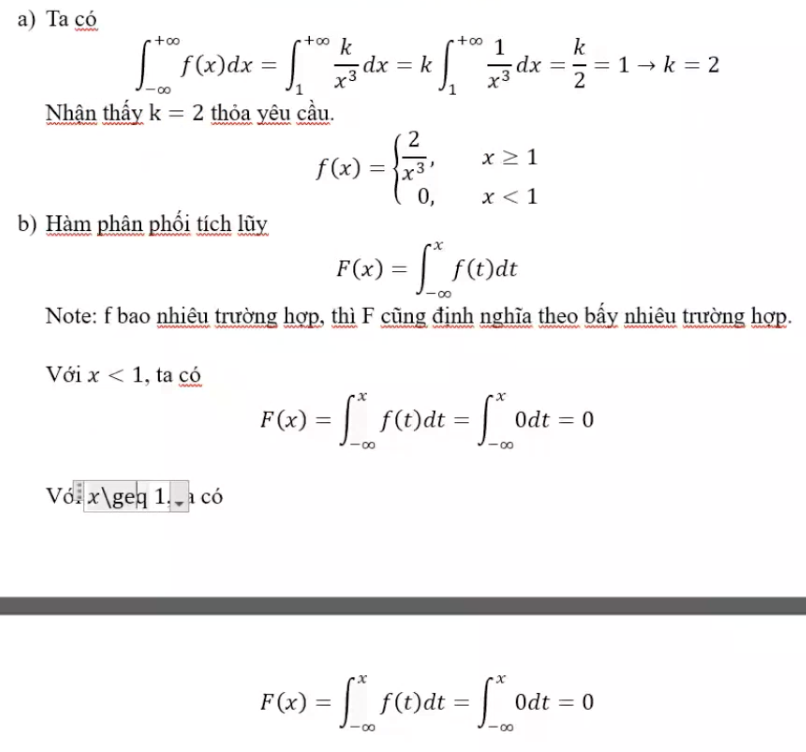 a) Ta có
∫_{-∞}^{+∞} f(x)dx = ∫_{1}^{+∞} k/x³ dx = k ∫_{1}^{+∞} 1/x³ dx = k/2 = 1 → k = 2
Nhận thấy k = 2 thỏa yêu cầu.
f(x) = { 2/x³, x ≥ 1
0, x < 1
b) Hàm phân phối tích lũy
F(x) = ∫_{-∞}^{x} f(t)dt
Note: f bao nhiêu trường hợp, thì F cũng định nghĩa theo bấy nhiêu trường hợp.
Với x < 1, ta có
F(x) = ∫_{-∞}^{x} f(t)dt = ∫_{-∞}^{x} 0dt = 0
Vớ x\geq 1, có
F(x) = ∫_{-∞}^{x} f(t)dt = ∫_{-∞}^{x} 0dt = 0